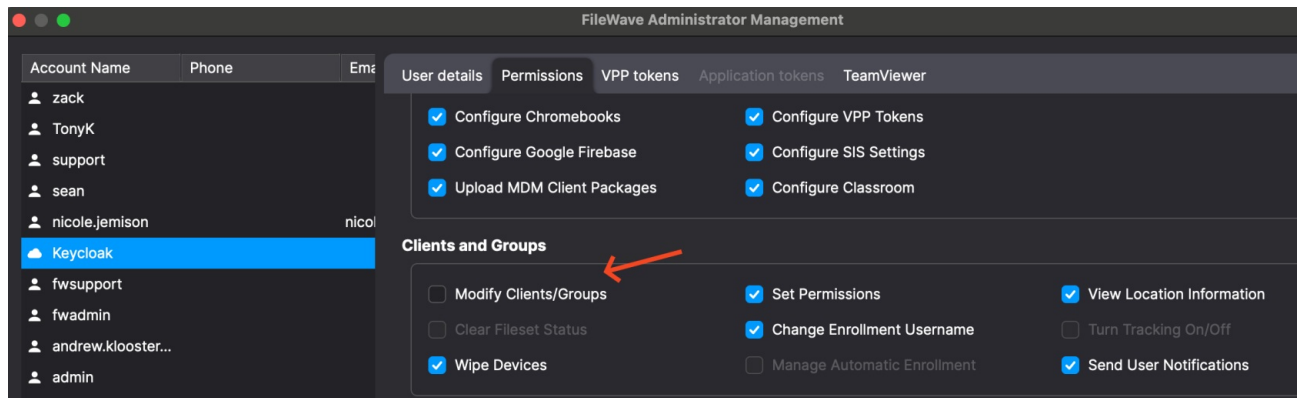 FileWave Administrator Management
Account Name Phone Ema
zack
TonyK
support
sean
nicole.jemison nicol
Keycloak
fwsupport
fwadmin
andrew.klooster...
admin
User details Permissions VPP tokens Application tokens TeamViewer
Configure Chromebooks Configure VPP Tokens
Configure Google Firebase Configure SIS Settings
Upload MDM Client Packages Configure Classroom
Clients and Groups
Modify Clients/Groups Set Permissions View Location Information
Clear Fileset Status Change Enrollment Username Turn Tracking On/Off
Wipe Devices Manage Automatic Enrollment Send User Notifications